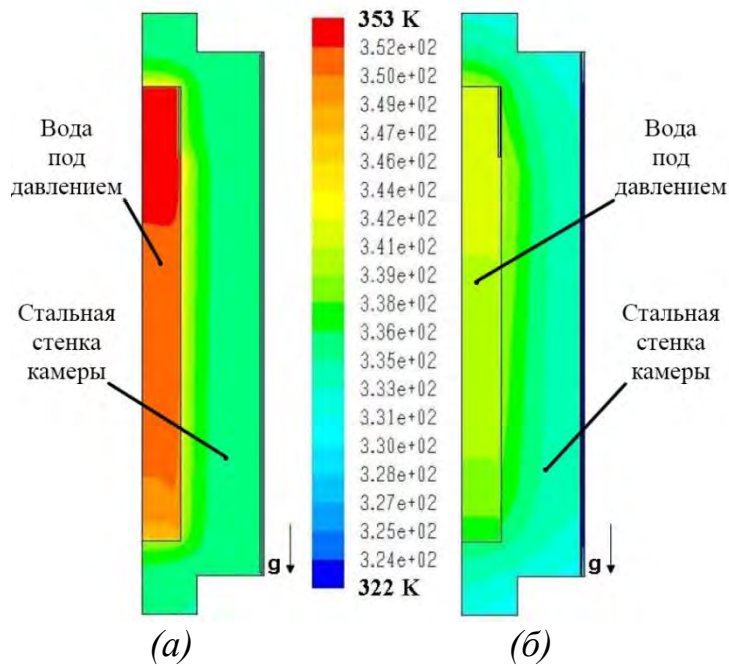 353 K
3.52e+02
3.50e+02
3.49e+02
3.47e+02
3.46e+02
3.44e+02
3.42e+02
3.41e+02
3.39e+02
3.38e+02
3.36e+02
3.35e+02
3.33e+02
3.31e+02
3.30e+02
3.28e+02
3.27e+02
3.25e+02
3.24e+02
322 K
Вода
под
давлением
Стальная
стенка
камеры
g
(а)
Вода
под
давлением
Стальная
стенка
камеры
g
(б)